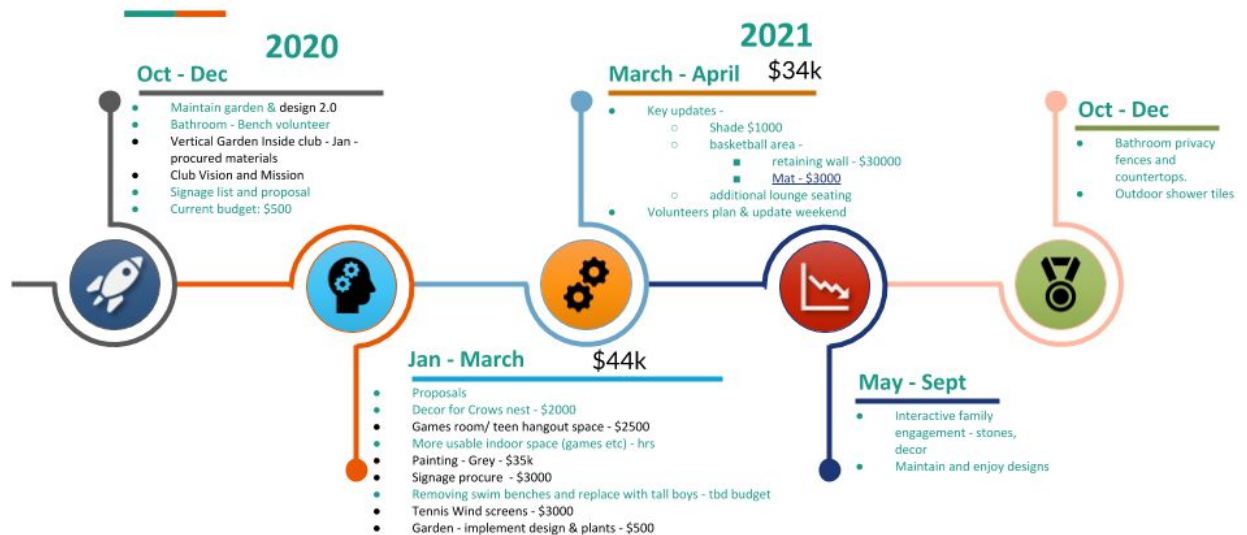 2020
Oct - Dec
● Maintain garden & design 2.0
● Bathroom - Bench volunteer
● Vertical Garden Inside club - Jan -
procured materials
● Club Vision and Mission
● Signage list and proposal
● Current budget: $500
Jan - March $44k
● Proposals
● Decor for Crows nest - $2000
● Games room/ teen hangout space - $2500
● More usable indoor space (games etc) - hrs
● Painting - Grey - $35k
● Signage procure - $3000
● Removing swim benches and replace with tall boys - tbd budget
● Tennis Wind screens - $3000
● Garden - implement design & plants - $500
2021
March - April $34k
● Key updates -
○ Shade $1000
○ basketball area -
■ retaining wall - $30000
■ Mat - $3000
○ additional lounge seating
● Volunteers plan & update weekend
May - Sept
● Interactive family
engagement - stones,
decor
● Maintain and enjoy designs
Oct - Dec
● Bathroom privacy
fences and
countertops.
● Outdoor shower tiles